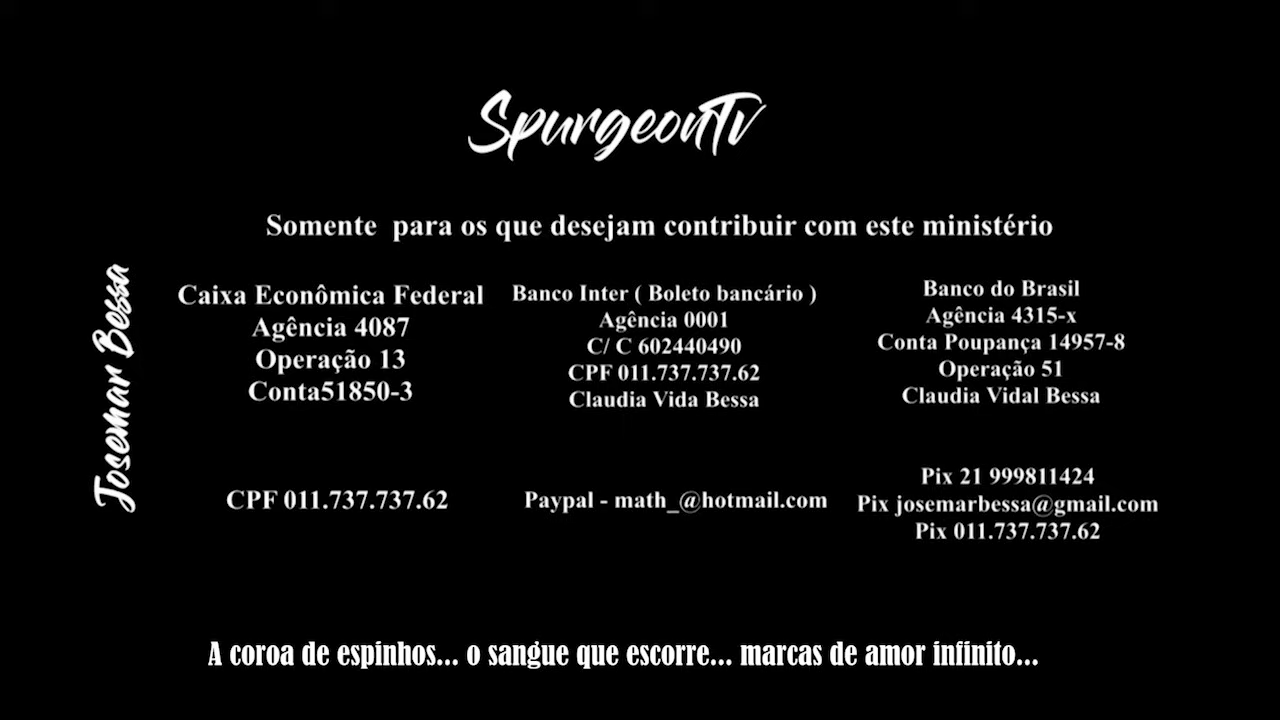 SpurgeonTv
Somente para os que desejam contribuir com este ministério
Josemar Bessa
Caixa Econômica Federal
Agência 4087
Operação 13
Conta51850-3
CPF 011.737.737.62
Banco Inter ( Boleto bancário )
Agência 0001
C/ C 602440490
CPF 011.737.737.62
Claudia Vida Bessa
Paypal - math_@hotmail.com
Banco do Brasil
Agência 4315-x
Conta Poupança 14957-8
Operação 51
Claudia Vidal Bessa
Pix 21 999811424
Pix josemarbessa@gmail.com
Pix 011.737.737.62
A coroa de espinhos... o sangue que escorre... marcas de amor infinito...